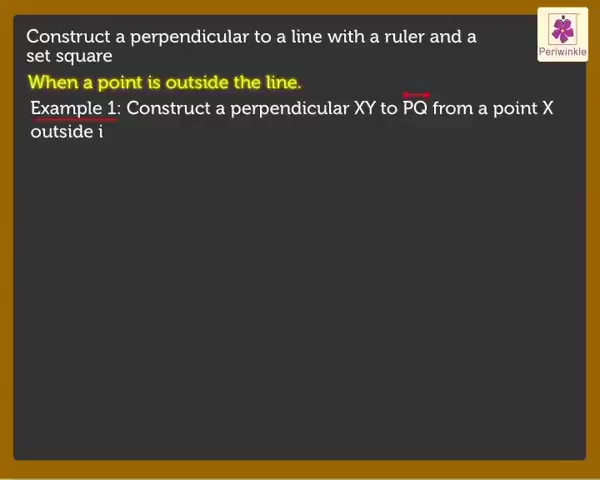 Construct a perpendicular to a line with a ruler and a
set square
Periwinkle
When a point is outside the line.
Example 1: Construct a perpendicular XY to PQ from a point X
outside i